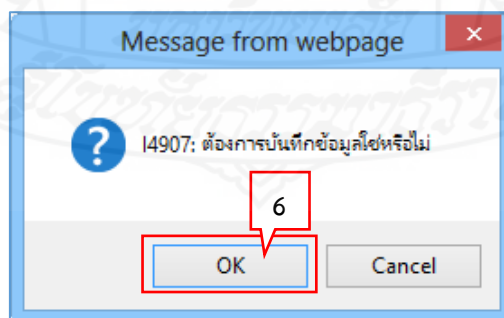 Message from webpage
I4907: ต้องการบันทึกข้อมูลใช่หรือไม่
6
OK
Cancel